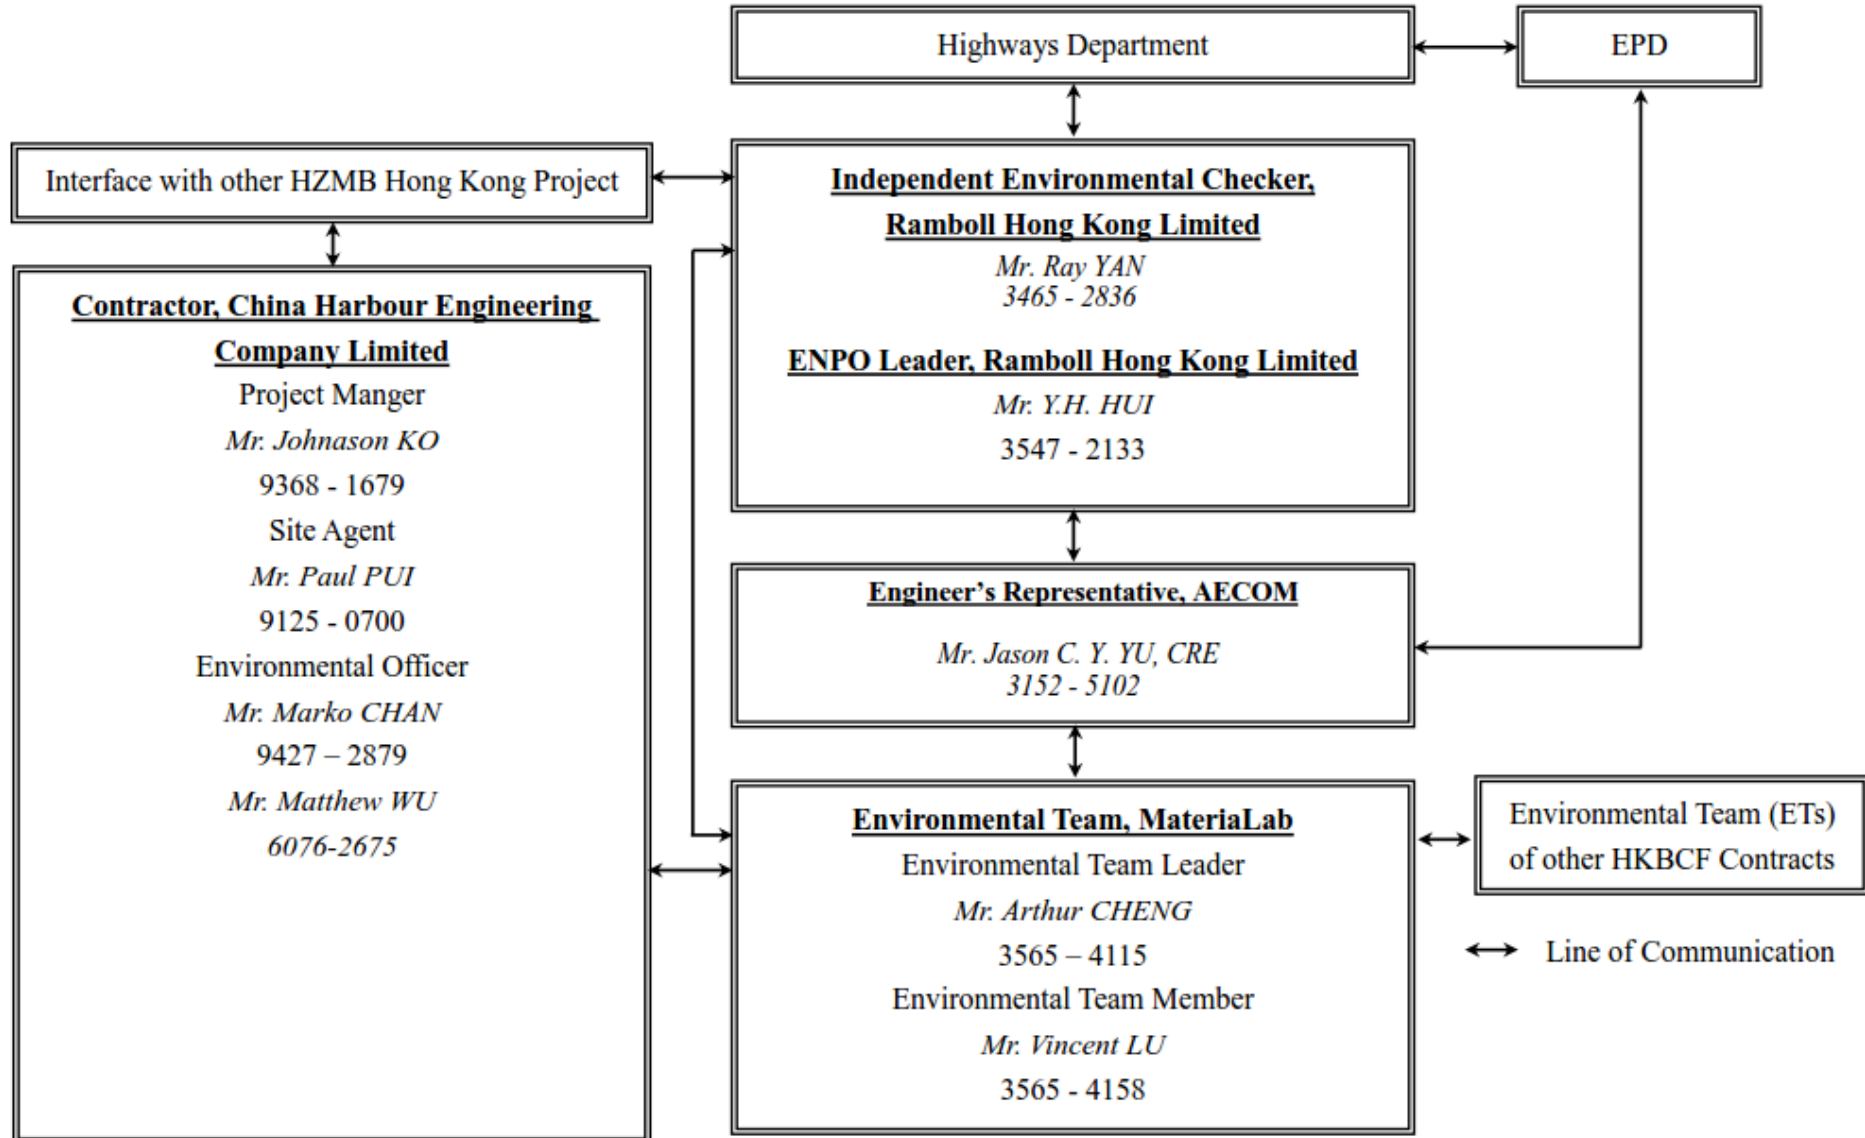 Highways Department
EPD
Interface with other HZMB Hong Kong Project
Independent Environmental Checker,
Ramboll Hong Kong Limited
Mr. Ray YAN
3465 - 2836
ENPO Leader, Ramboll Hong Kong Limited
Mr. Y.H. HUI
3547 - 2133
Contractor, China Harbour Engineering
Company Limited
Project Manger
Mr. Johnason KO
9368 - 1679
Site Agent
Mr. Paul PUI
9125 - 0700
Environmental Officer
Mr. Marko CHAN
9427 – 2879
Mr. Matthew WU
6076-2675
Engineer’s Representative, AECOM
Mr. Jason C. Y. YU, CRE
3152 - 5102
Environmental Team, MateriaLab
Environmental Team Leader
Mr. Arthur CHENG
3565 – 4115
Environmental Team Member
Mr. Vincent LU
3565 - 4158
Environmental Team (ETs)
of other HKBCF Contracts
Line of Communication